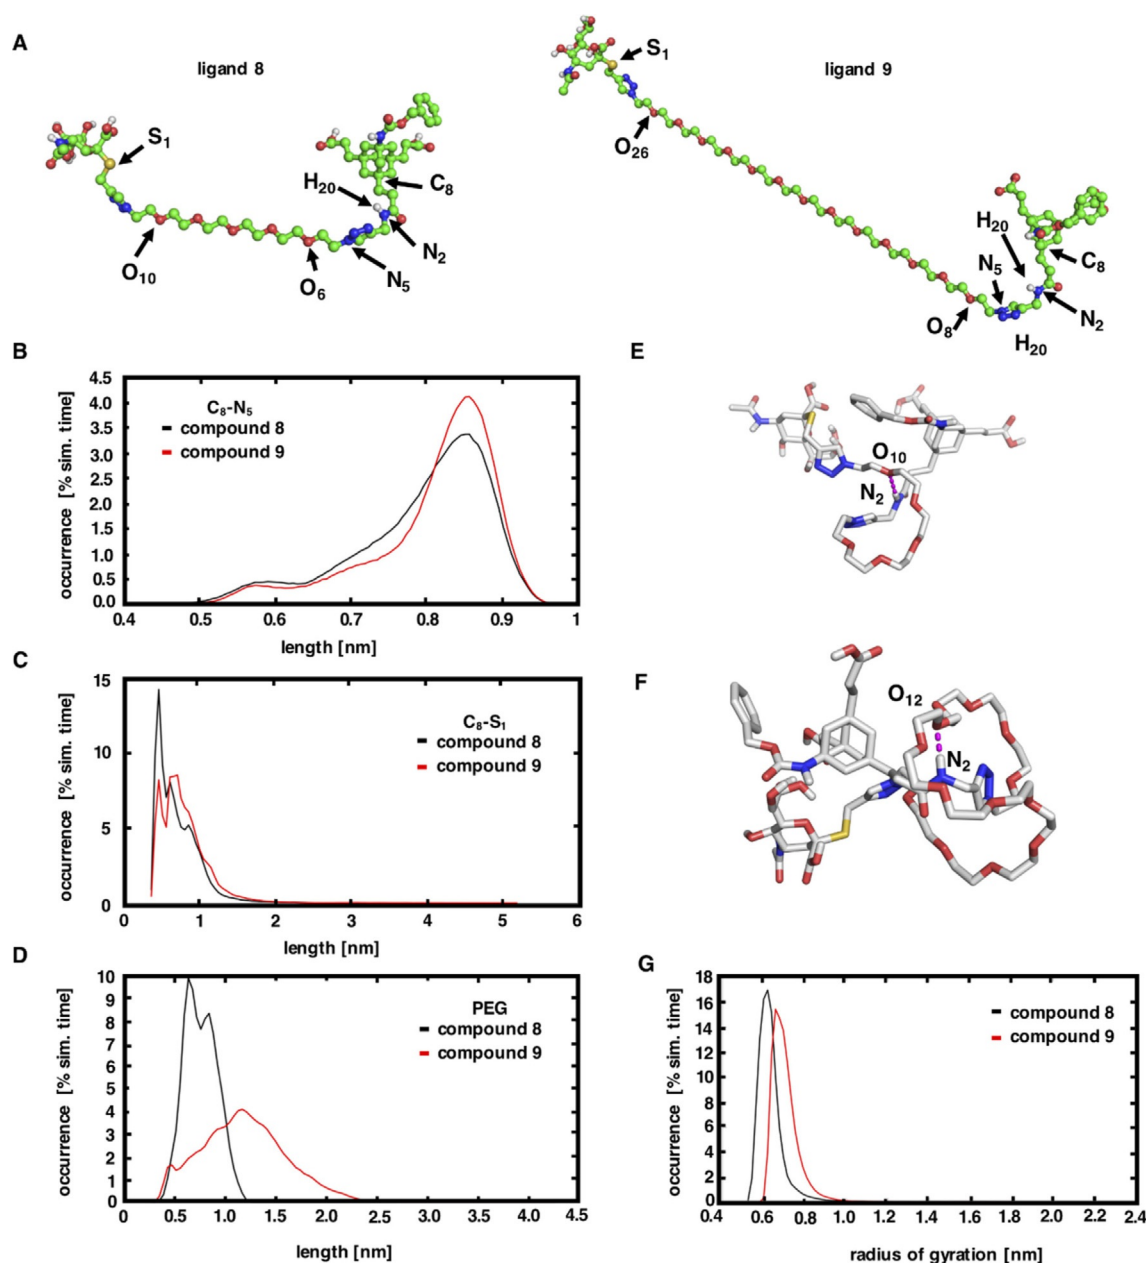 A
ligand 8
ligand 9
S1
H20
C8
N2
O10
O6
N5
S1
O26
H20
N5
C8
O8
N2
H20
B
4.5
4.0
3.5
3.0
2.5
2.0
1.5
1.0
0.5
0.0
occurrence [% sim. time]
C8-N5
compound 8
compound 9
0.4 0.5 0.6 0.7 0.8 0.9 1
length [nm]
E
O10
N2
C
15
10
5
0
occurrence [% sim. time]
C8-S1
compound 8
compound 9
0 1 2 3 4 5 6
length [nm]
F
O12
N2
D
10
9
8
7
6
5
4
3
2
1
0
occurrence [% sim. time]
PEG
compound 8
compound 9
0 0.5 1.0 1.5 2.0 2.5 3.0 3.5 4.0 4.5
length [nm]
G
18
16
14
12
10
8
6
4
2
0
occurrence [% sim. time]
compound 8
compound 9
0.4 0.6 0.8 1.0 1.2 1.4 1.6 1.8 2.0 2.2 2.4
radius of gyration [nm]